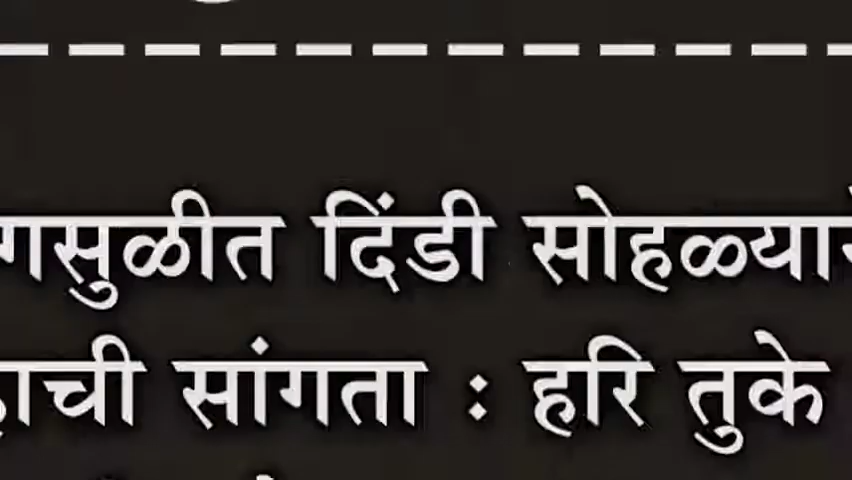 गसुळीत दिंडी सोहळ्या
ाची सांगता : हरि तुके